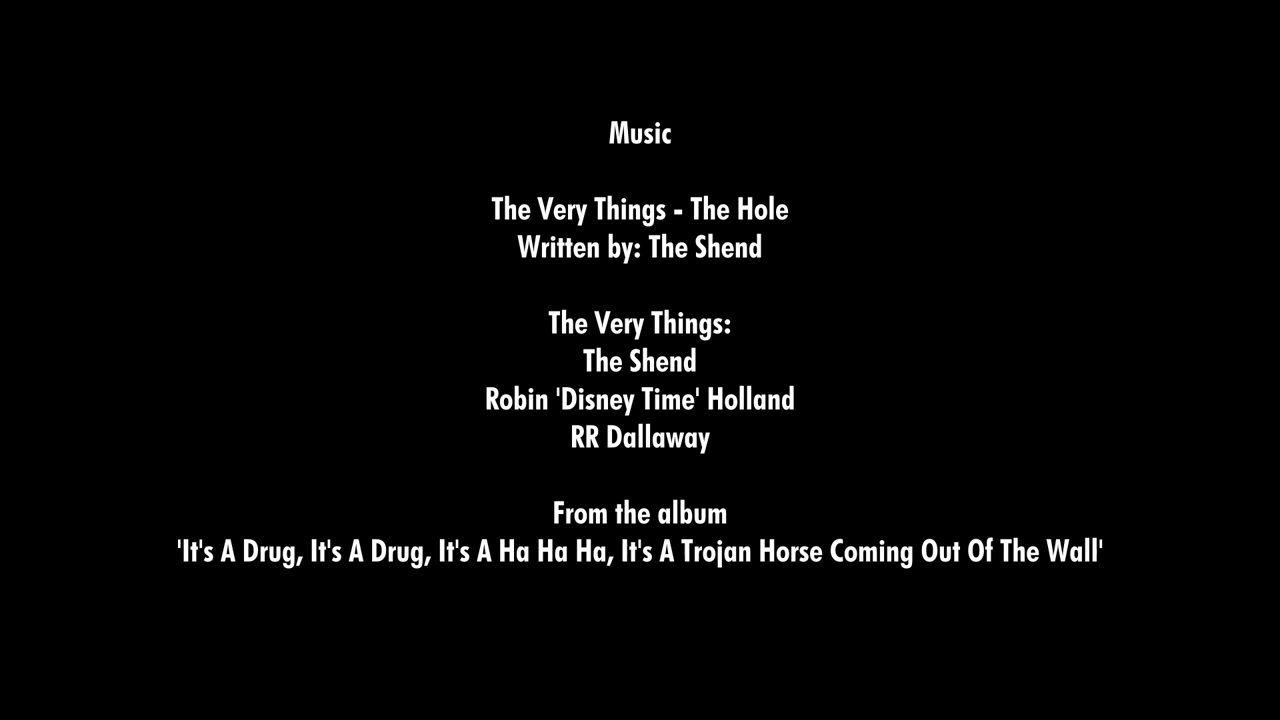 Music
The Very Things - The Hole
Written by: The Shend
The Very Things:
The Shend
Robin 'Disney Time' Holland
RR Dallaway
From the album
'It's A Drug, It's A Drug, It's A Ha Ha Ha, It's A Trojan Horse Coming Out Of The Wall'